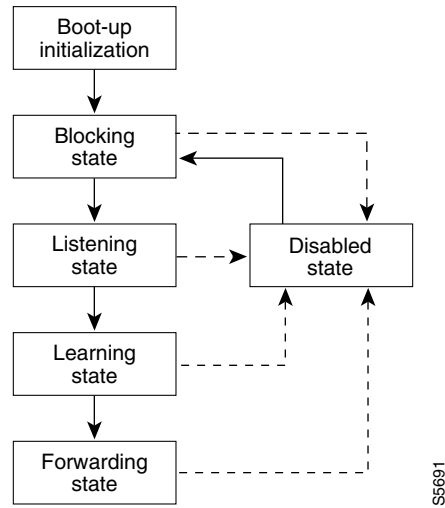 Boot-up
initialization
Blocking
state
Listening
state
Disabled
state
Learning
state
Forwarding
state
S5691